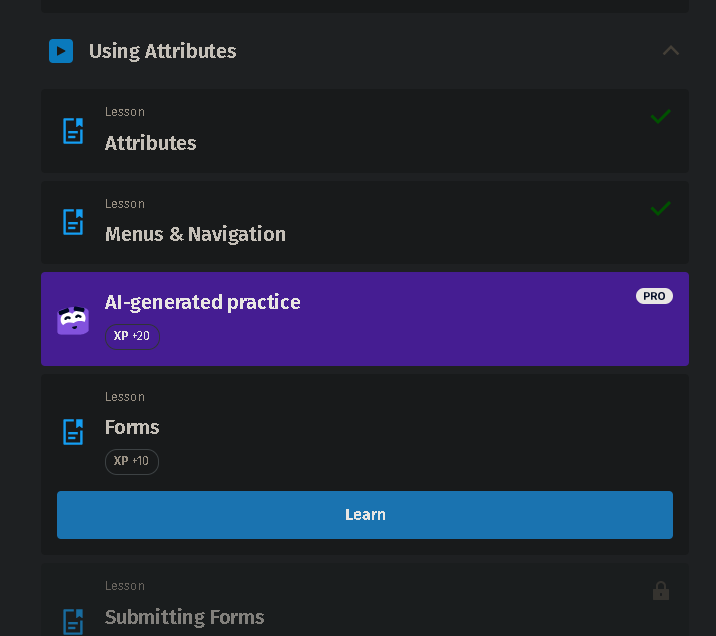 Using Attributes
Lesson
Attributes
Lesson
Menus & Navigation
AI-generated practice
PRO
XP +20
Lesson
Forms
XP +10
Learn
Lesson
Submitting Forms